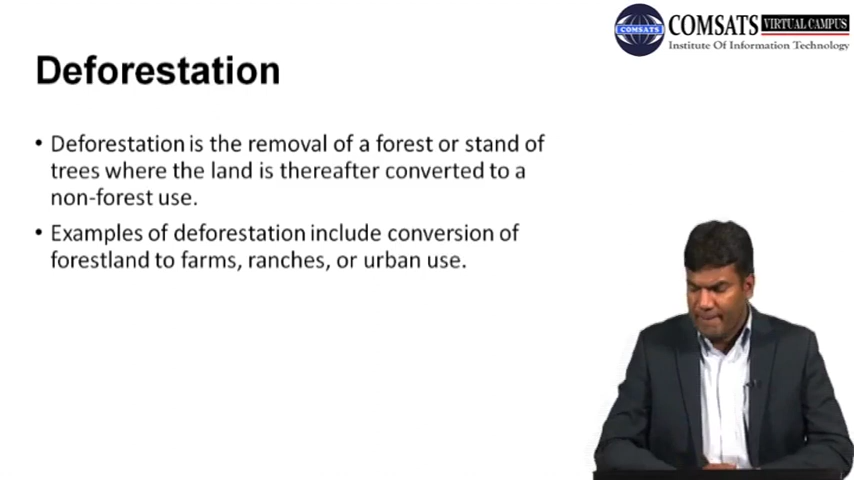 COMSATS VIRTUAL CAMPUS
COMSATS
Institute Of Information Technology
Deforestation
• Deforestation is the removal of a forest or stand of
trees where the land is thereafter converted to a
non-forest use.
• Examples of deforestation include conversion of
forestland to farms, ranches, or urban use.